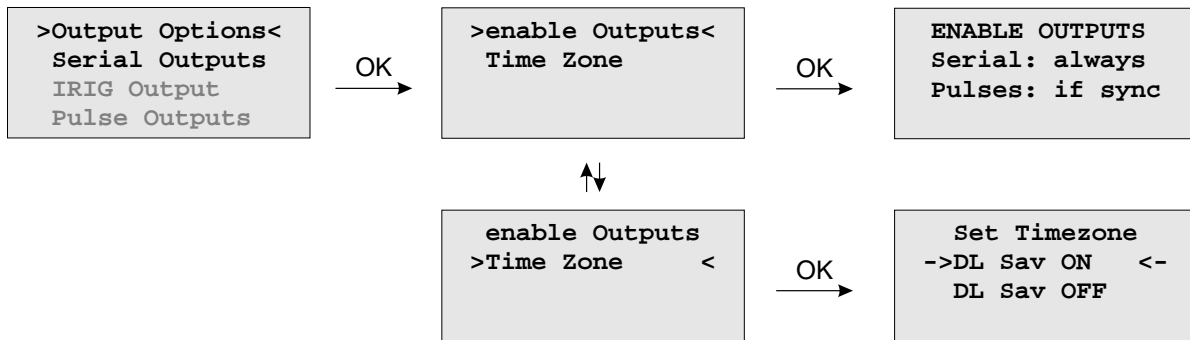 >Output Options<
Serial Outputs
IRIG Output
Pulse Outputs
OK
>enable Outputs<
Time Zone
OK
ENABLE OUTPUTS
Serial: always
Pulses: if sync
enable Outputs
>Time Zone <
OK
Set Timezone
->DL Sav ON <-
DL Sav OFF